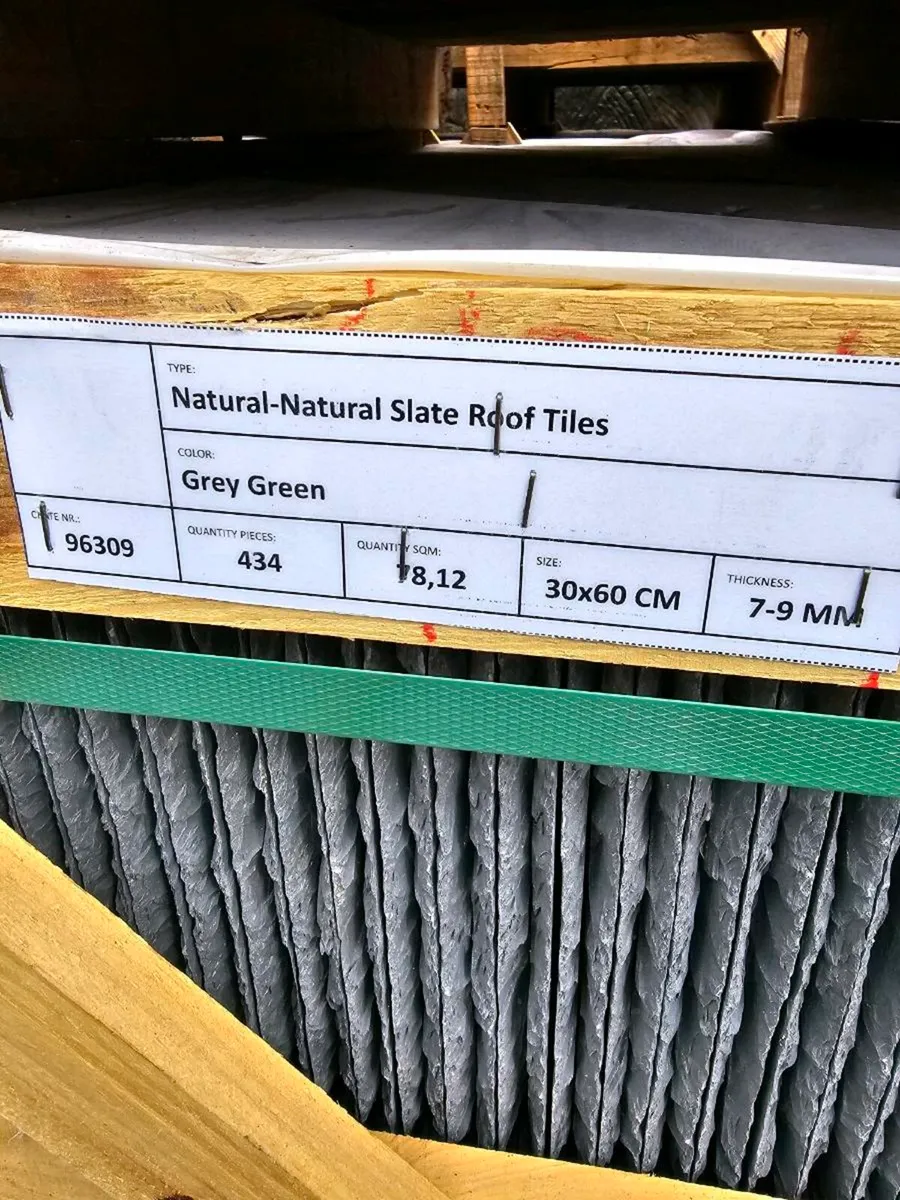 TYPE:
Natural-Natural Slate Roof Tiles
COLOR:
Grey Green
CRATE NR.:
96309
QUANTITY PIECES:
434
QUANTITY SQM:
78,12
SIZE:
30x60 CM
THICKNESS:
7-9 MM